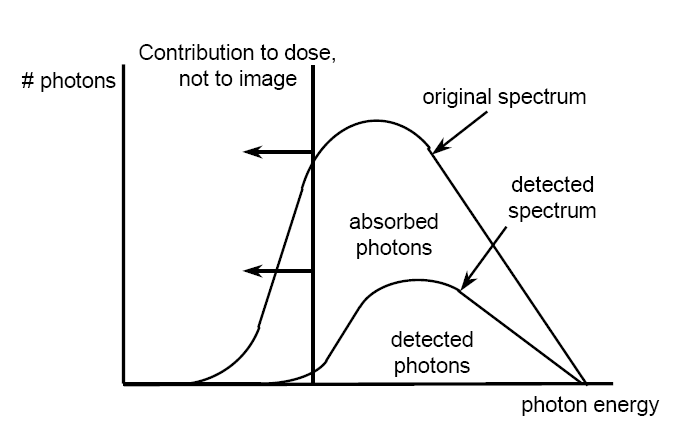 Contribution to dose,
not to image
# photons
original spectrum
detected
spectrum
absorbed
photons
detected
photons
photon energy